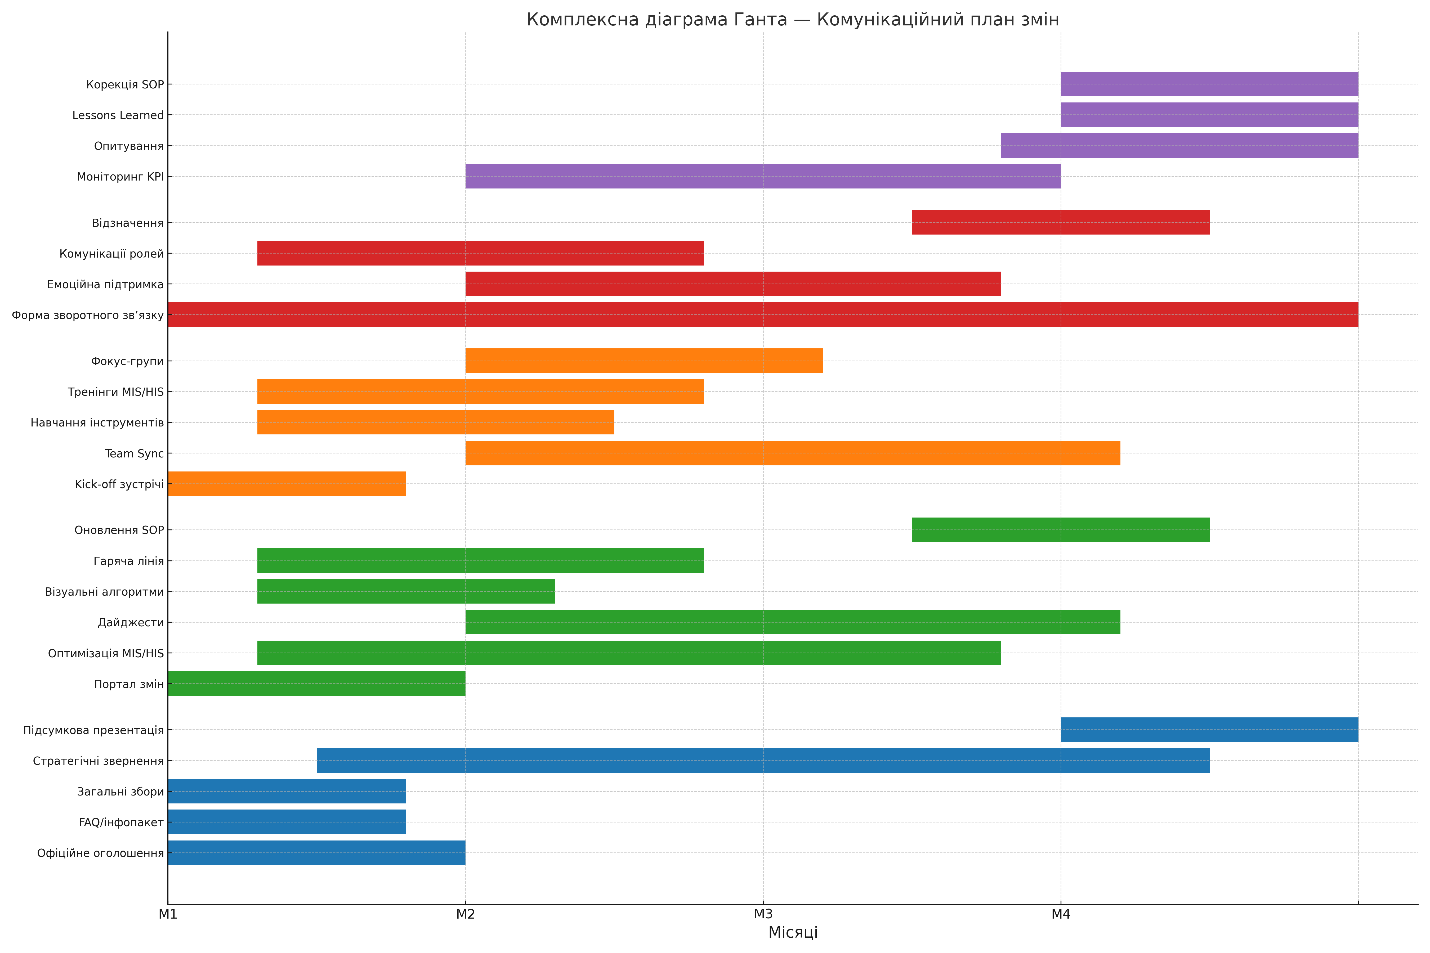 Комплексна діаграма Ганта — Комунікаційний план змін
Корекція SOP
Lessons Learned
Опитування
Моніторинг KPI
Відзначення
Комунікації ролей
Емоційна підтримка
Форма зворотного зв’язку
Фокус-групи
Тренінги MIS/HIS
Навчання інструментів
Team Sync
Kick-off зустрічі
Оновлення SOP
Гаряча лінія
Візуальні алгоритми
Дайджести
Оптимізація MIS/HIS
Портал змін
Підсумкова презентація
Стратегічні звернення
Загальні збори
FAQ/інфопакет
Офіційне оголошення
M1 M2 M3 M4
Місяці